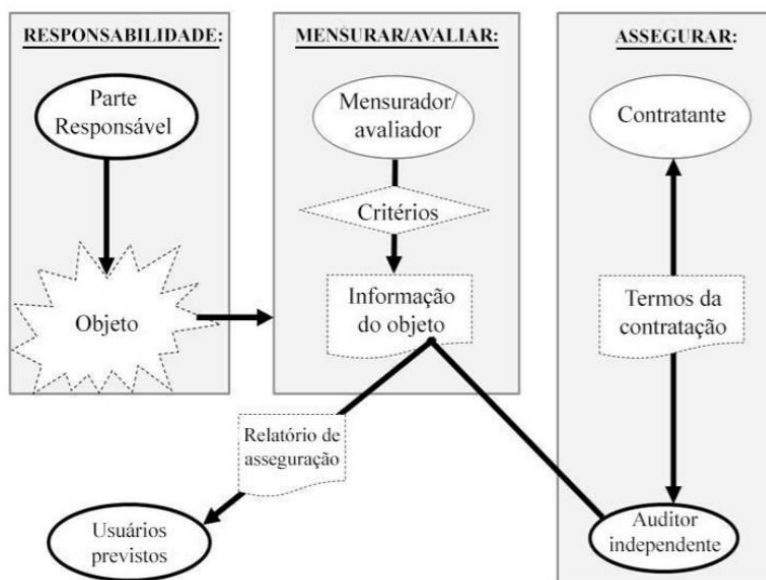 RESPONSABILIDADE:
Parte
Responsável
Objeto
MENSURAR/AVALIAR:
Mensurador/
avaliador
Critérios
Informação
do objeto
ASSEGURAR:
Contratante
Termos da
contratação
Relatório de
asseguração
Usuários
previstos
Auditor
independente